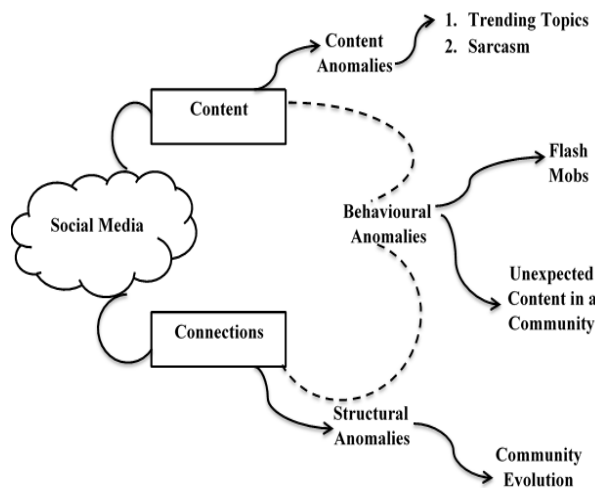 1. Trending Topics
2. Sarcasm
Content
Anomalies
Content
Flash
Mobs
Social Media
Behavioural
Anomalies
Unexpected
Content in a
Community
Connections
Structural
Anomalies
Community
Evolution